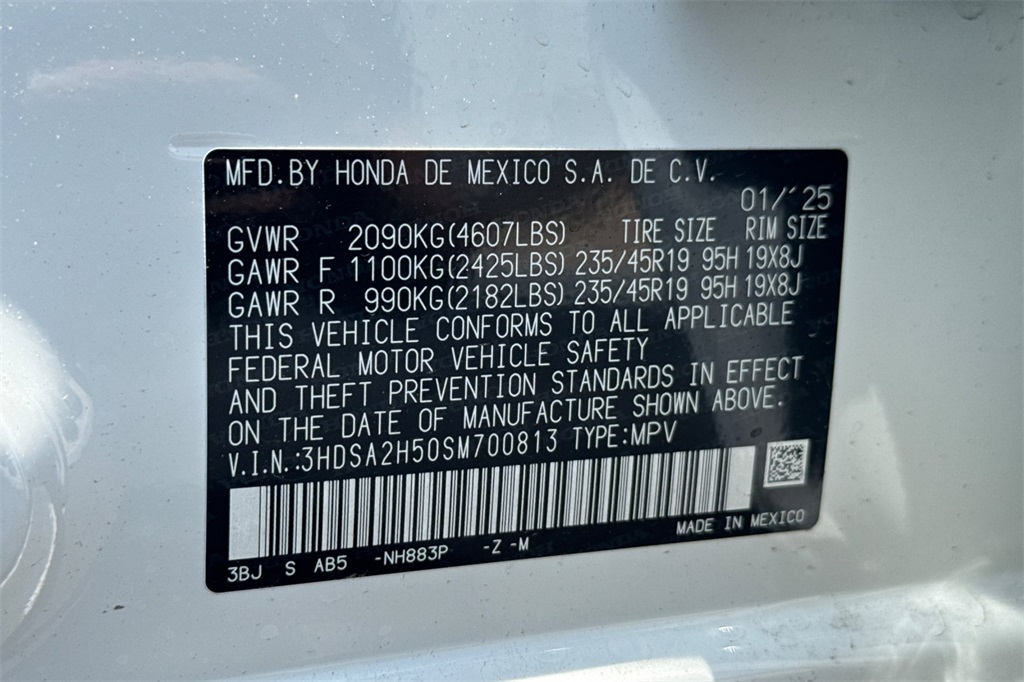 MFD.BY HONDA DE MEXICO S.A. DE C.V.
01/'25
GVWR 2090KG(4607LBS) TIRE SIZE RIM SIZE
GAWR F 1100KG(2425LBS) 235/45R19 95H 19X8J
GAWR R 990KG(2182LBS) 235/45R19 95H 19X8J
THIS VEHICLE CONFORMS TO ALL APPLICABLE
FEDERAL MOTOR VEHICLE SAFETY
AND THEFT PREVENTION STANDARDS IN EFFECT
ON THE DATE OF MANUFACTURE SHOWN ABOVE.
V.I.N.:3HDSA2H50SM700813 TYPE:MPV
MADE IN MEXICO
3BJ S AB5 -NH883P -Z -M